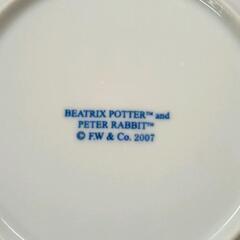 BEATRIX POTTER™ and
PETER RABBIT™
© F.W & Co. 2007